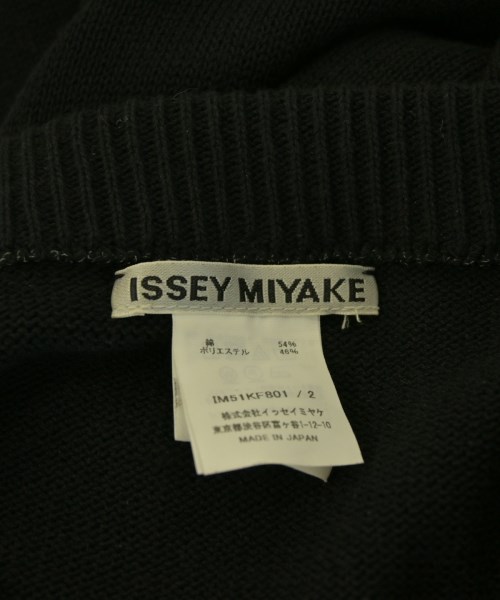 ISSEY MIYAKE
綿 54%
ポリエステル 46%
IM51KF801 / 2
株式会社イッセイミヤケ
東京都渋谷区富ヶ谷1-12-10
MADE IN JAPAN